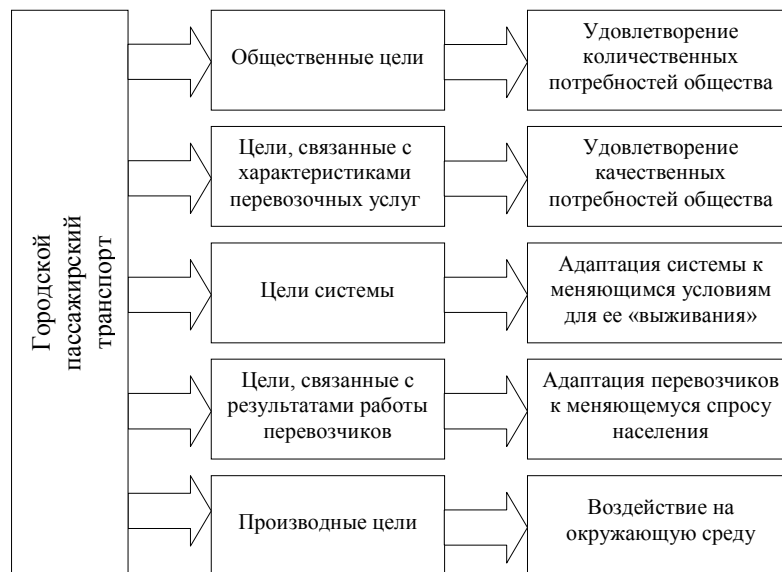 Городской
пассажирский
транспорт
Общественные цели
Удовлетворение
количественных
потребностей общества
Цели, связанные с
характеристиками
перевозочных услуг
Удовлетворение
качественных
потребностей общества
Цели системы
Адаптация системы к
меняющимся условиям
для ее «выживания»
Цели, связанные с
результатами работы
перевозчиков
Адаптация перевозчиков
к меняющемуся спросу
населения
Производные цели
Воздействие на
окружающую среду